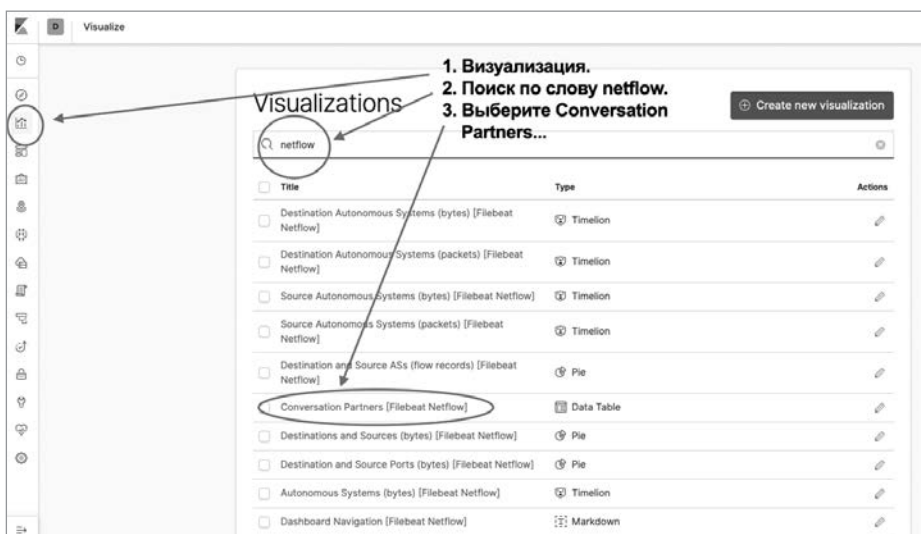 D Visualize
1. Визуализация.
2. Поиск по слову netflow.
3. Выберите Conversation
Partners...
Visualizations
Create new visualization
netflow
Title Type Actions
Destination Autonomous Systems (bytes) [Filebeat
Netflow] Timelion
Destination Autonomous Systems (packets) [Filebeat
Netflow] Timelion
Source Autonomous Systems (bytes) [Filebeat Netflow] Timelion
Source Autonomous Systems (packets) [Filebeat
Netflow] Timelion
Destination and Source ASs (flow records) [Filebeat
Netflow] Pie
Conversation Partners [Filebeat Netflow] Data Table
Destinations and Sources (bytes) [Filebeat Netflow] Pie
Destination and Source Ports (bytes) [Filebeat Netflow] Pie
Autonomous Systems (bytes) [Filebeat Netflow] Timelion
Dashboard Navigation [Filebeat Netflow] Markdown